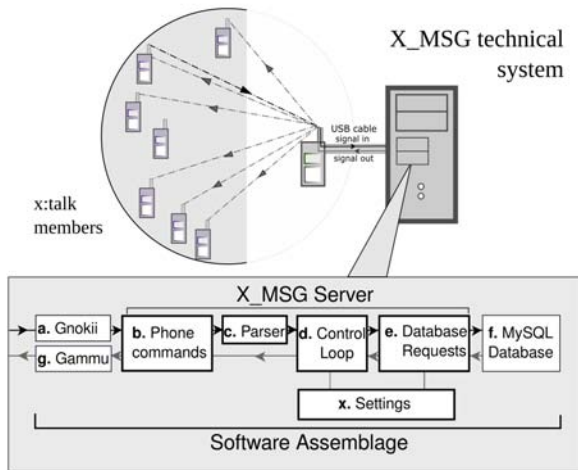 X_MSG technical
system
USB cable
signal in
signal out
x:talk
members
X_MSG Server
a. Gnokii
b. Phone
commands
c. Parser
d. Control
Loop
e. Database
Requests
f. MySQL
Database
g. Gammu
x. Settings
Software Assemblage